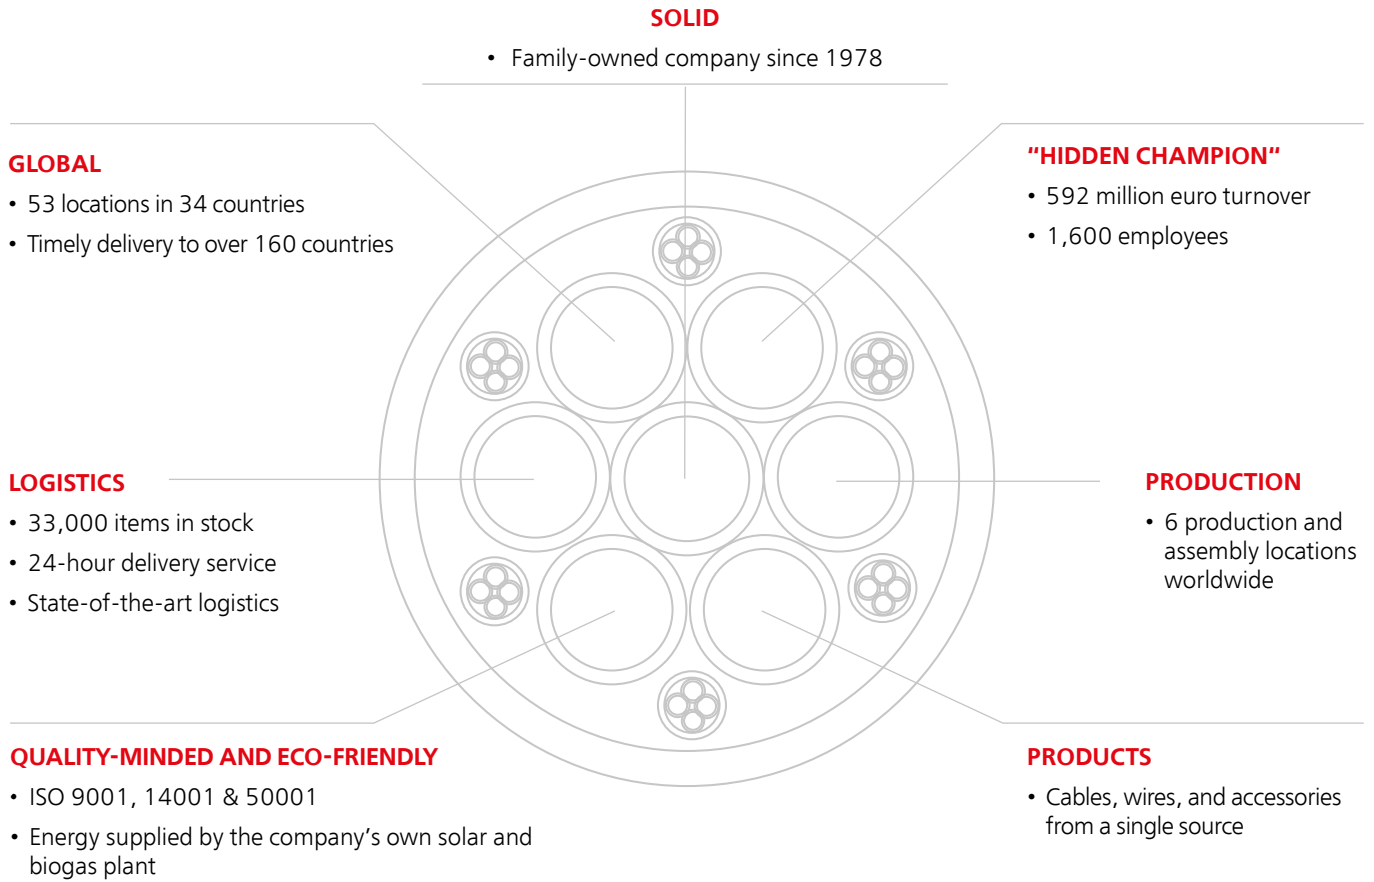 SOLID
• Family-owned company since 1978
GLOBAL
• 53 locations in 34 countries
• Timely delivery to over 160 countries
“HIDDEN CHAMPION“
• 592 million euro turnover
• 1,600 employees
LOGISTICS
• 33,000 items in stock
• 24-hour delivery service
• State-of-the-art logistics
PRODUCTION
• 6 production and
assembly locations
worldwide
QUALITY-MINDED AND ECO-FRIENDLY
• ISO 9001, 14001 & 50001
• Energy supplied by the company’s own solar and
biogas plant
PRODUCTS
• Cables, wires, and accessories
from a single source